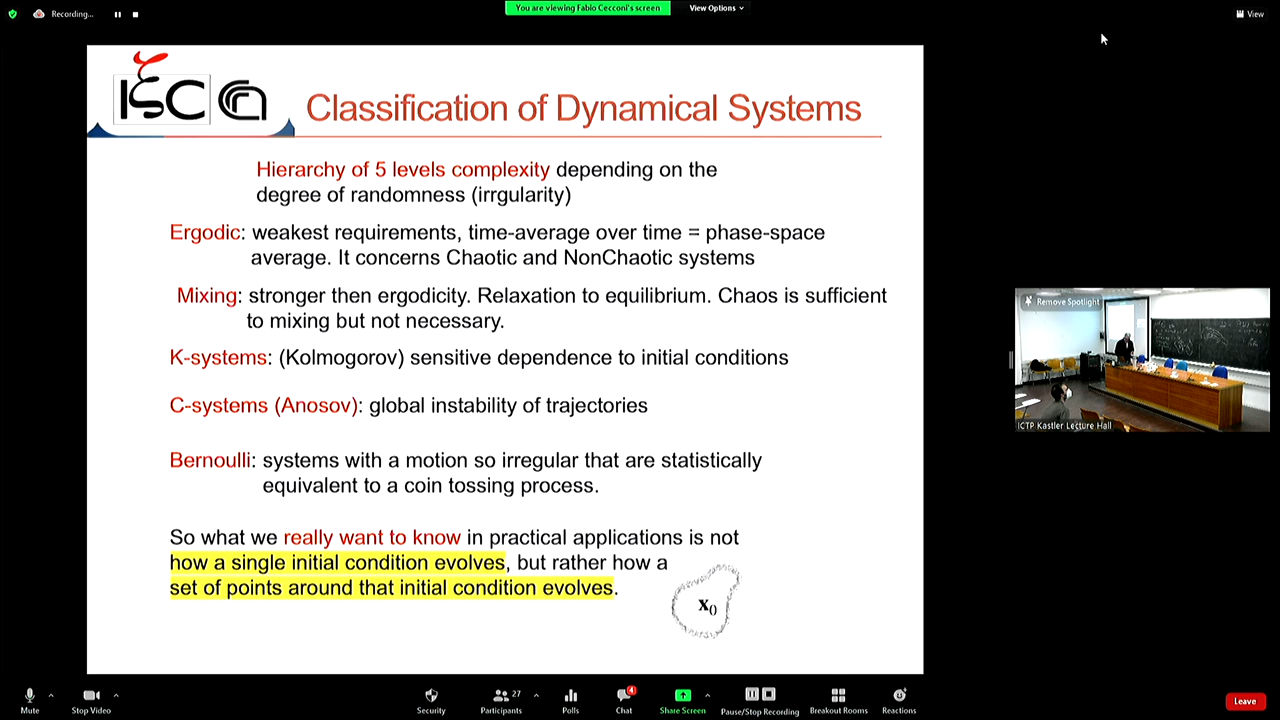 Recording...
You are viewing Fabio Cecconi's screen
View Options
View
ISC
Classification of Dynamical Systems
Hierarchy of 5 levels complexity depending on the
degree of randomness (irrgularity)
Ergodic: weakest requirements, time-average over time = phase-space
average. It concerns Chaotic and NonChaotic systems
Mixing: stronger then ergodicity. Relaxation to equilibrium. Chaos is sufficient
to mixing but not necessary.
K-systems: (Kolmogorov) sensitive dependence to initial conditions
C-systems (Anosov): global instability of trajectories
Bernoulli: systems with a motion so irregular that are statistically
equivalent to a coin tossing process.
So what we really want to know in practical applications is not
how a single initial condition evolves, but rather how a
set of points around that initial condition evolves.
x₀
Remove Spotlight
ICTP Kastler Lecture Hall
Mute
Stop Video
Security
27
Participants
Polls
4
Chat
Share Screen
Pause/Stop Recording
Breakout Rooms
Reactions
Leave